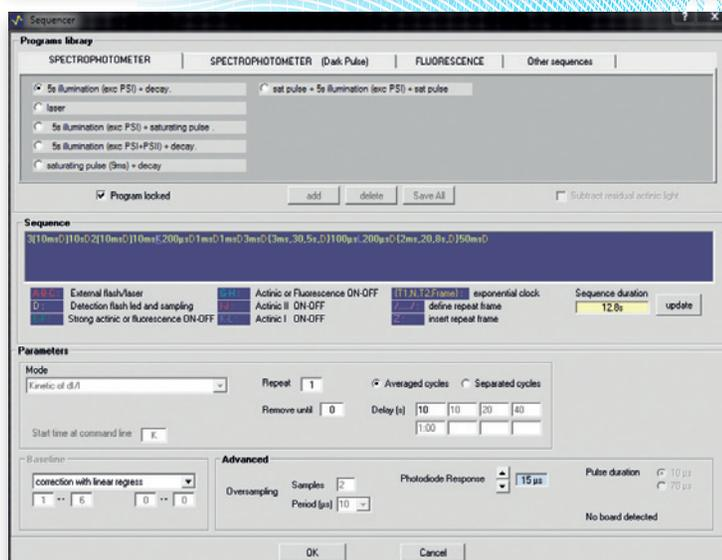 Sequencer
Programs library
SPECTROPHOTOMETER
SPECTROPHOTOMETER (Dark Pulse)
FLUORESCENCE
Other sequences
5s illumination (exc PSI) + decay.
sat pulse + 5s illumination (exc PSI) + sat pulse
laser
5s illumination (exc PSI) + saturating pulse .
5s illumination (exc PSI+PSII) + decay.
saturating pulse (9ms) + decay
Program locked
add
delete
Save All
Subtract residual actinic light
Sequence
3[10msD]10sD2[10msD]10msK200µsD1msD1msD3msD{3ms,30,5s,D}100µsL200µsD{2ms,20,8s,D}50msD
External flash/laser
Actinic or Fluorescence ON-OFF
{T1,N,T2,Frame} : exponential clock
Sequence duration
D : Detection flash led and sampling
Actinic II ON-OFF
define repeat frame
12.8s
update
Strong actinic or fluorescence ON-OFF
Actinic I ON-OFF
insert repeat frame
Parameters
Mode
Kinetic of dI/I
Repeat 1
Averaged cycles
Separated cycles
Remove until 0
Delay (s) 10 10 20 40
1:00
Start time at command line K
Baseline
correction with linear regress
1 -- 6 0 -- 0
Advanced
Oversampling
Samples 2
Period (µs) 10
Photodiode Response 15 µs
Pulse duration
10 µs
70 µs
No board detected
OK
Cancel